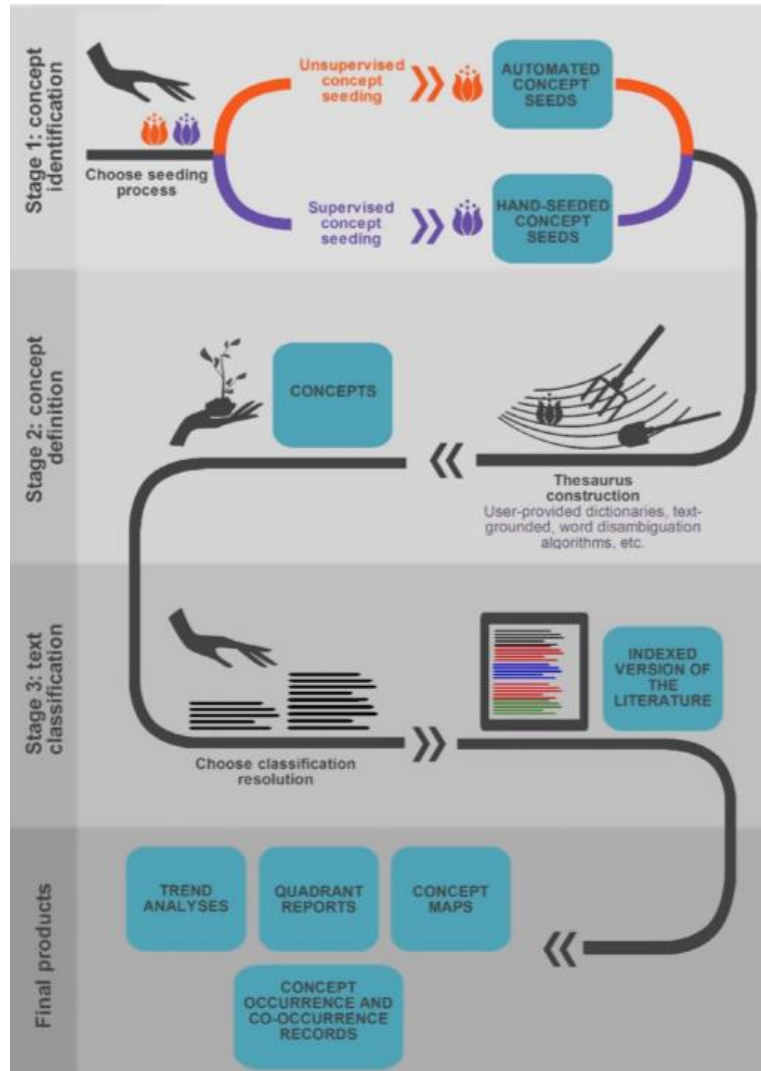 Stage 1: concept
identification
Choose seeding
process
Unsupervised
concept
seeding
AUTOMATED
CONCEPT
SEEDS
Supervised
concept
seeding
HAND-SEEDED
CONCEPT
SEEDS
Stage 2: concept
definition
CONCEPTS
Thesaurus
construction
User-provided dictionaries, text-
grounded, word disambiguation
algorithms, etc.
Stage 3: text
classification
Choose classification
resolution
INDEXED
VERSION OF
THE
LITERATURE
Final products
TREND
ANALYSES
QUADRANT
REPORTS
CONCEPT
MAPS
CONCEPT
OCCURRENCE AND
CO-OCCURRENCE
RECORDS